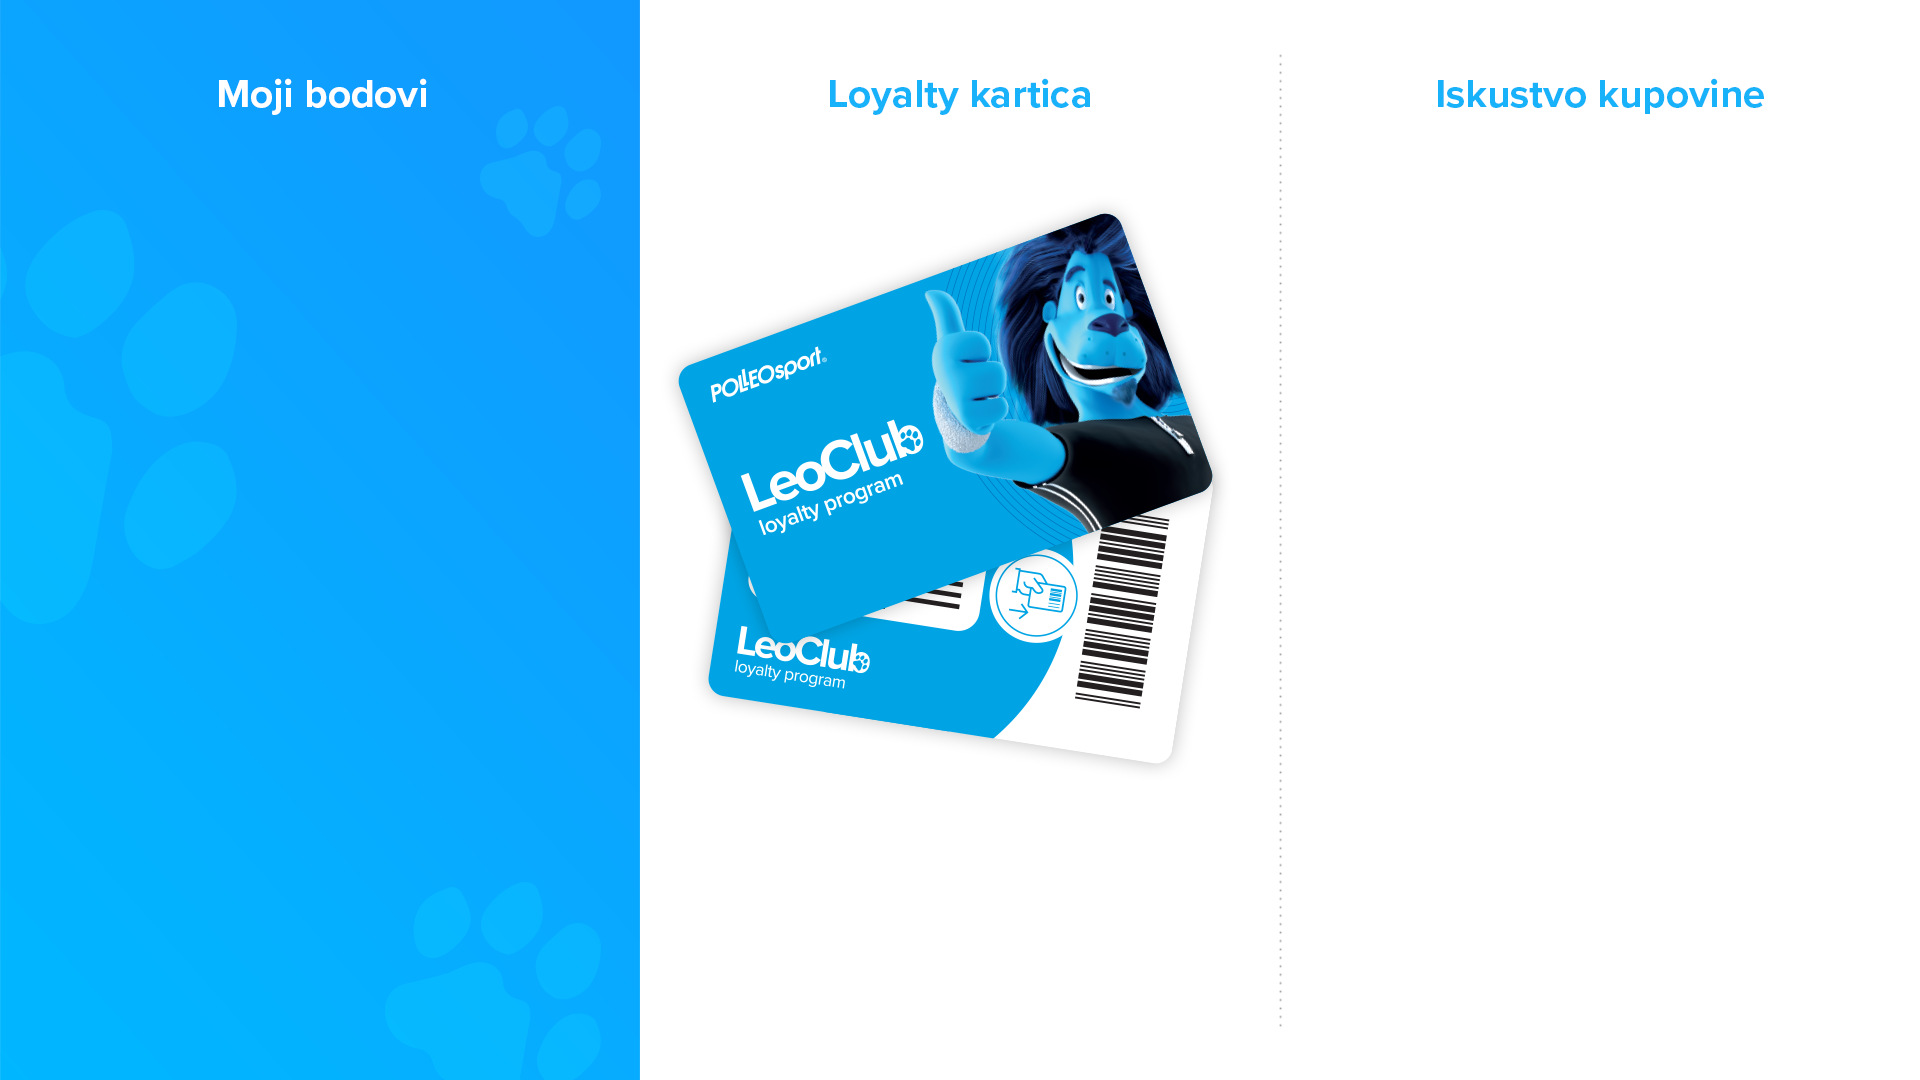 Moji bodovi
Loyalty kartica
Iskustvo kupovine
POLLEOsport®
LeoClub
loyalty program
LeoClub
loyalty program